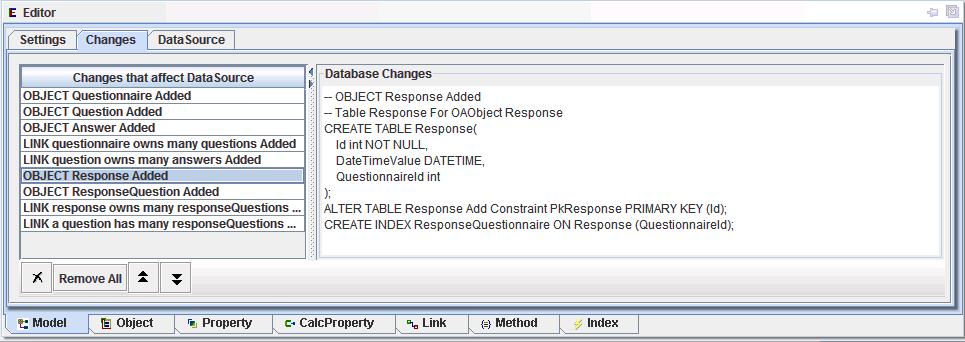 Editor
Settings
Changes
DataSource
Changes that affect DataSource
OBJECT Questionnaire Added
OBJECT Question Added
OBJECT Answer Added
LINK questionnaire owns many questions Added
LINK question owns many answers Added
OBJECT Response Added
OBJECT ResponseQuestion Added
LINK response owns many responseQuestions ...
LINK a question has many responseQuestions ...
Remove All
Database Changes
-- OBJECT Response Added
-- Table Response For OAObject Response
CREATE TABLE Response(
Id int NOT NULL,
DateTimeValue DATETIME,
QuestionnaireId int
);
ALTER TABLE Response Add Constraint PkResponse PRIMARY KEY (Id);
CREATE INDEX ResponseQuestionnaire ON Response (QuestionnaireId);
Model
Object
Property
CalcProperty
Link
Method
Index